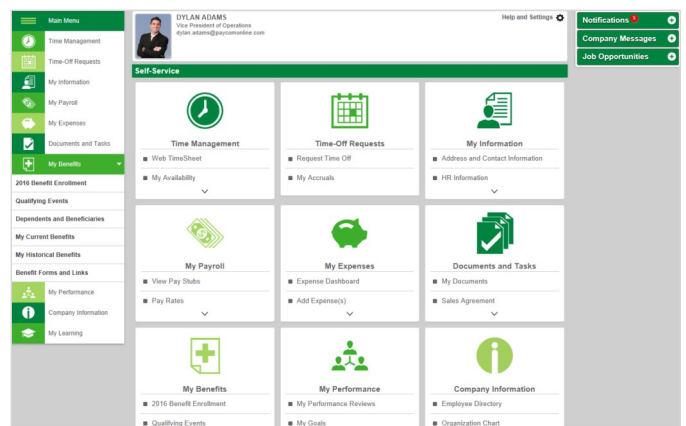 Main Menu
Time Management
Time-Off Requests
My Information
My Payroll
My Expenses
Documents and Tasks
My Benefits
2016 Benefit Enrollment
Qualifying Events
Dependents and Beneficiaries
My Current Benefits
My Historical Benefits
Benefit Forms and Links
My Performance
Company Information
My Learning
DYLAN ADAMS
Vice President of Operations
dylan.adams@paycomonline.com
Help and Settings
Self-Service
Time Management
Web TimeSheet
My Availability
Time-Off Requests
Request Time Off
My Accruals
My Information
Address and Contact Information
HR Information
My Payroll
View Pay Stubs
Pay Rates
My Expenses
Expense Dashboard
Add Expense(s)
Documents and Tasks
My Documents
Sales Agreement
My Benefits
2016 Benefit Enrollment
Qualifying Events
My Performance
My Performance Reviews
My Goals
Company Information
Employee Directory
Organization Chart
Notifications
Company Messages
Job Opportunities